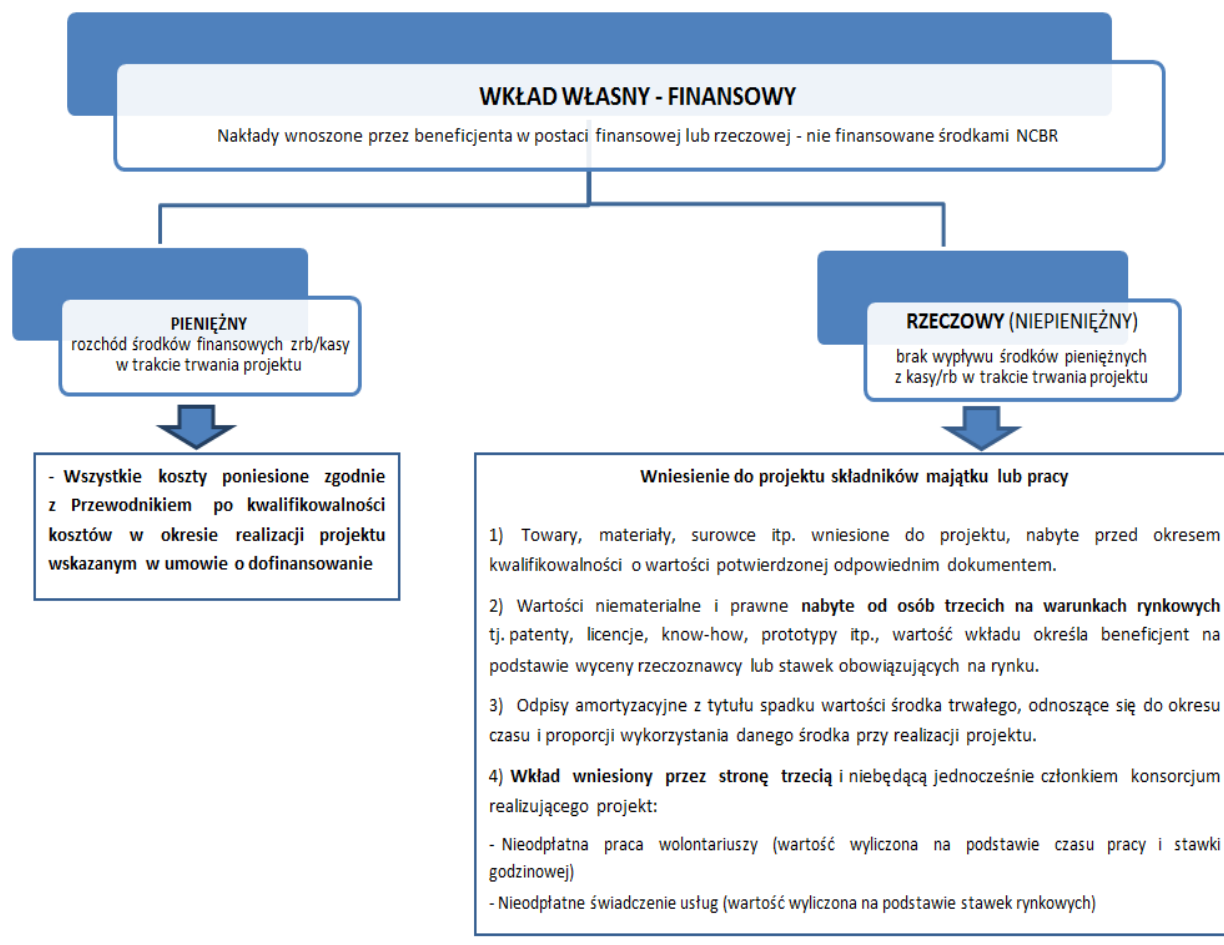 WKŁAD WŁASNY - FINANSOWY
Nakłady wnoszone przez beneficjenta w postaci finansowej lub rzeczowej - nie finansowane środkami NCBR
PIENIĘŻNY
rozchód środków finansowych zrb/kasy
w trakcie trwania projektu
RZECZOWY (NIEPIENIĘŻNY)
brak wypływu środków pieniężnych
z kasy/rb w trakcie trwania projektu
- Wszystkie koszty poniesione zgodnie
z Przewodnikiem po kwalifikowalności
kosztów w okresie realizacji projektu
wskazanym w umowie o dofinansowanie
Wniesienie do projektu składników majątku lub pracy
1) Towary, materiały, surowce itp. wniesione do projektu, nabyte przed okresem
kwalifikowalności o wartości potwierdzonej odpowiednim dokumentem.
2) Wartości niematerialne i prawne nabyte od osób trzecich na warunkach rynkowych
tj. patenty, licencje, know-how, prototypy itp., wartość wkładu określa beneficjent na
podstawie wyceny rzeczoznawcy lub stawek obowiązujących na rynku.
3) Odpisy amortyzacyjne z tytułu spadku wartości środka trwałego, odnoszące się do okresu
czasu i proporcji wykorzystania danego środka przy realizacji projektu.
4) Wkład wniesiony przez stronę trzecią i niebędącą jednocześnie członkiem konsorcjum
realizującego projekt:
- Nieodpłatna praca wolontariuszy (wartość wyliczona na podstawie czasu pracy i stawki
godzinowej)
- Nieodpłatne świadczenie usług (wartość wyliczona na podstawie stawek rynkowych)